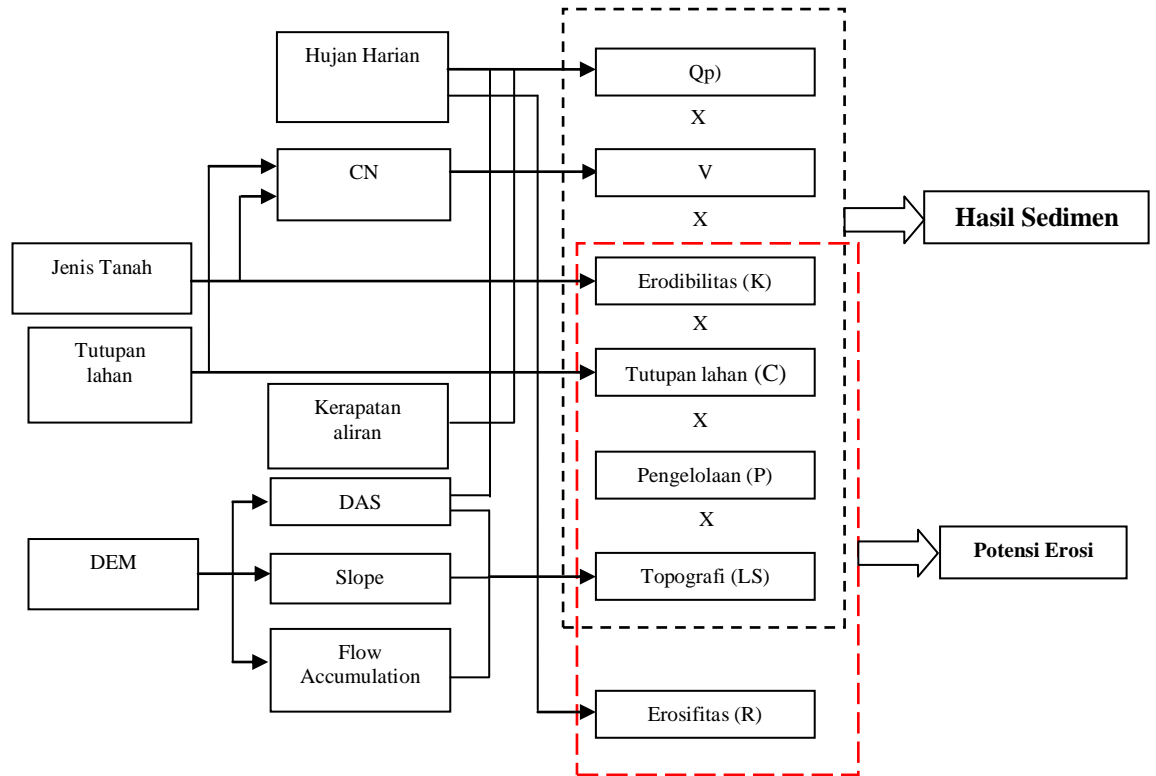 Hujan Harian
Qp)
X
CN
V
X
Hasil Sedimen
Jenis Tanah
Erodibilitas (K)
X
Tutupan
lahan
Tutupan lahan (C)
X
Kerapatan
aliran
Pengelolaan (P)
X
DAS
DEM
Slope
Topografi (LS)
Potensi Erosi
Flow
Accumulation
Erosifitas (R)